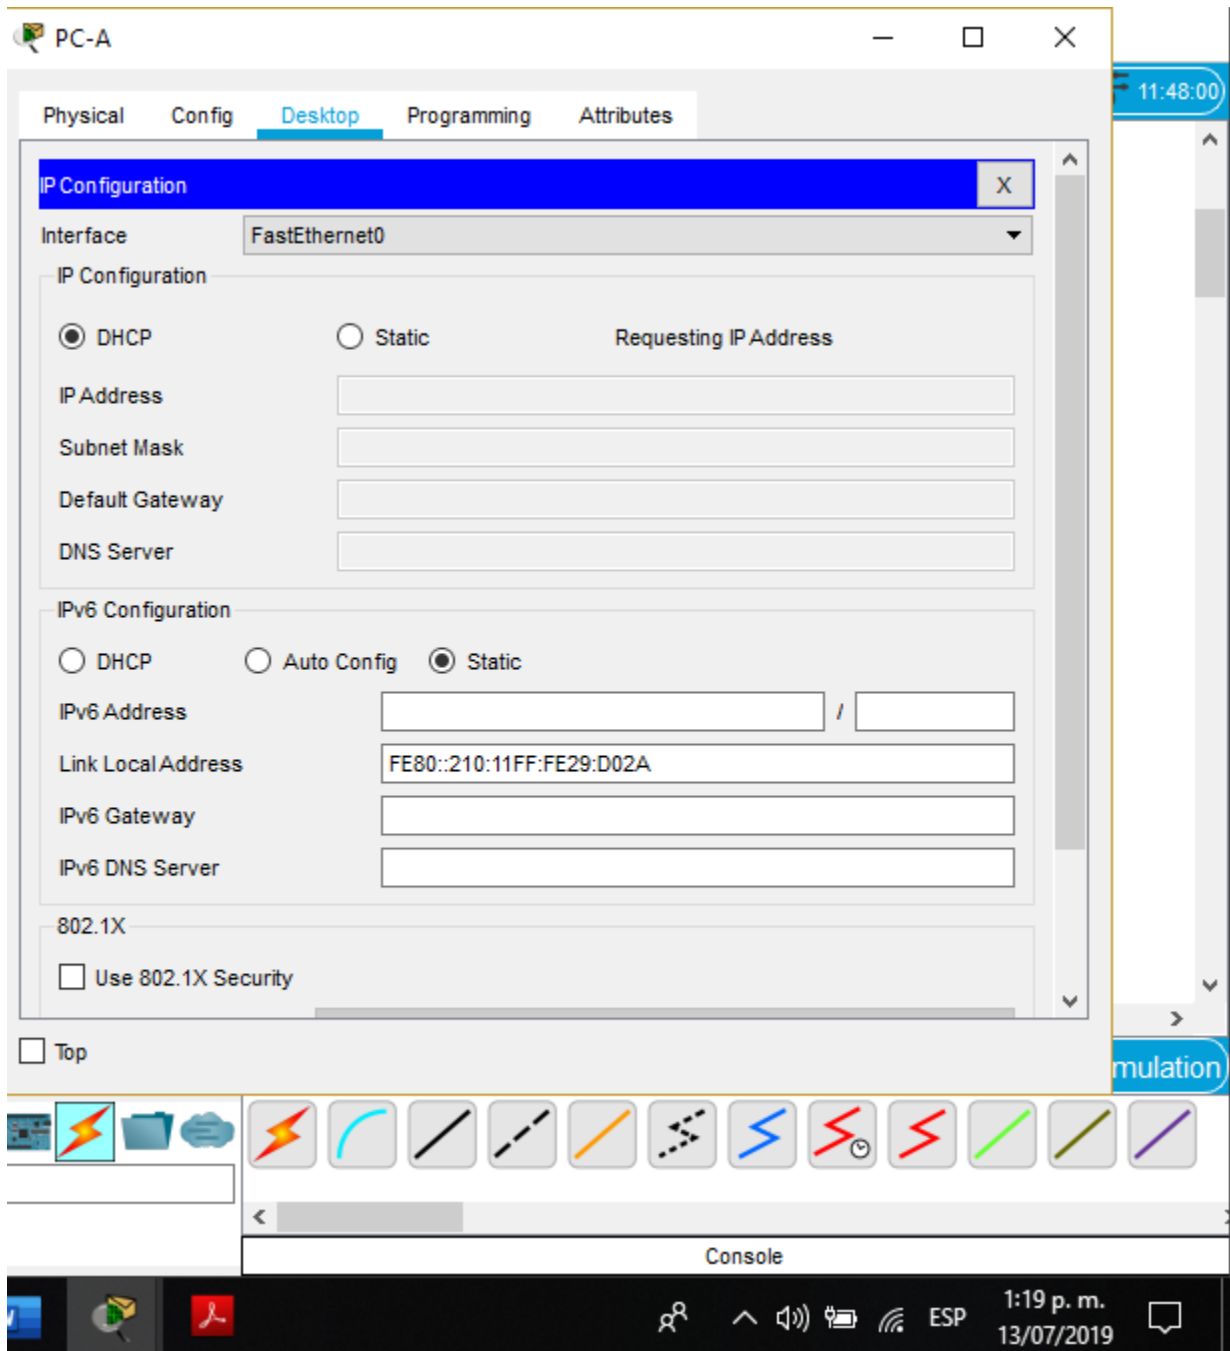 PC-A
11:48:00
Physical Config Desktop Programming Attributes
IP Configuration X
Interface FastEthernet0
IP Configuration
DHCP Static Requesting IP Address
IP Address
Subnet Mask
Default Gateway
DNS Server
IPv6 Configuration
DHCP Auto Config Static
IPv6 Address /
Link Local Address FE80::210:11FF:FE29:D02A
IPv6 Gateway
IPv6 DNS Server
802.1X
Use 802.1X Security
Top
mulation
Console
ESP
1:19 p. m.
13/07/2019